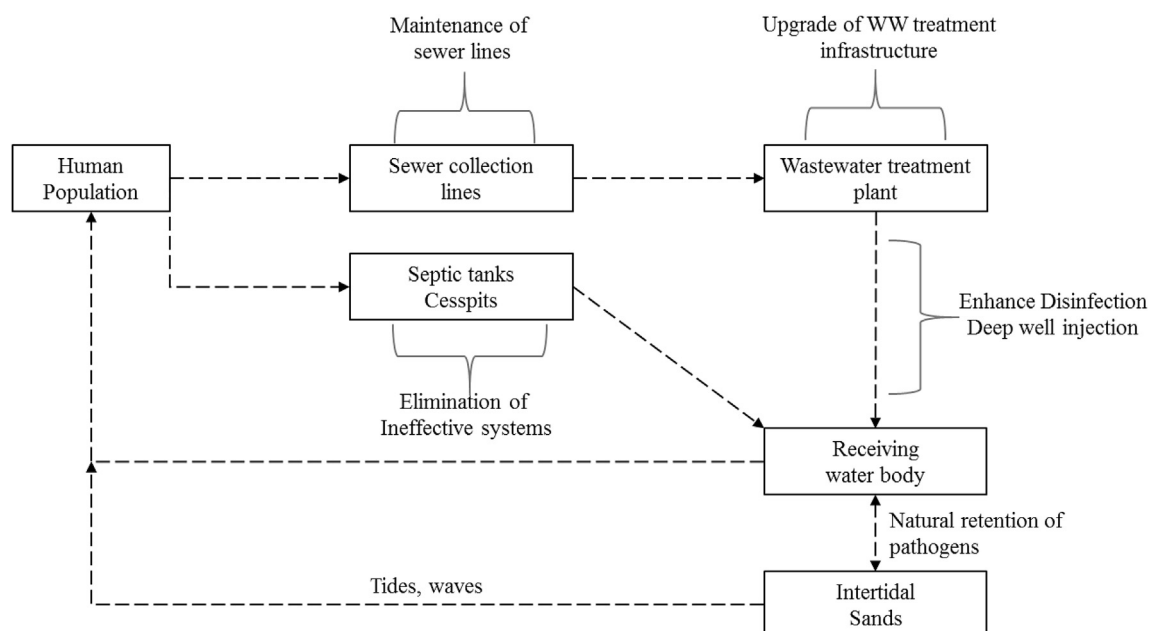 Maintenance of
sewer lines
Upgrade of WW treatment
infrastructure
Human
Population
Sewer collection
lines
Wastewater treatment
plant
Septic tanks
Cesspits
Enhance Disinfection
Deep well injection
Elimination of
Ineffective systems
Receiving
water body
Natural retention of
pathogens
Tides, waves
Intertidal
Sands